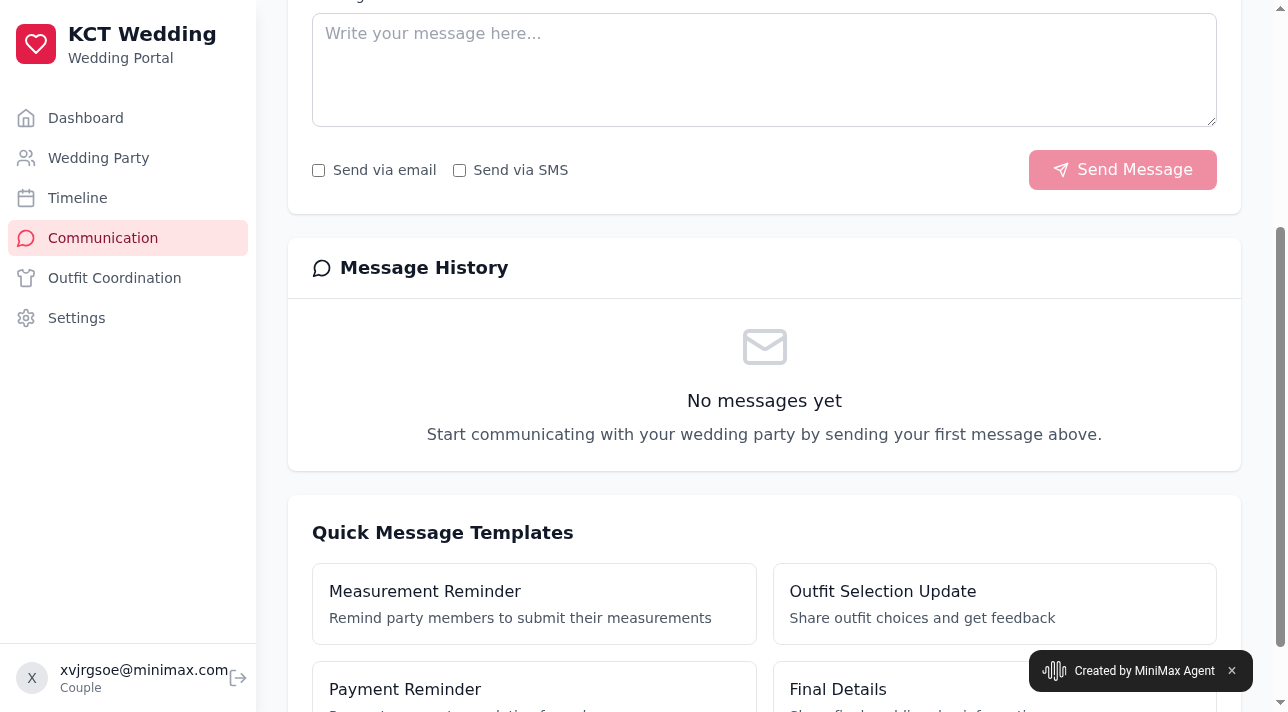 KCT Wedding
Wedding Portal
Dashboard
Wedding Party
Timeline
Communication
Outfit Coordination
Settings
X
xvjrgsoe@minimax.com
Couple
Write your message here...
Send via email
Send via SMS
Send Message
Message History
No messages yet
Start communicating with your wedding party by sending your first message above.
Quick Message Templates
Measurement Reminder
Remind party members to submit their measurements
Outfit Selection Update
Share outfit choices and get feedback
Payment Reminder
Final Details
Created by MiniMax Agent